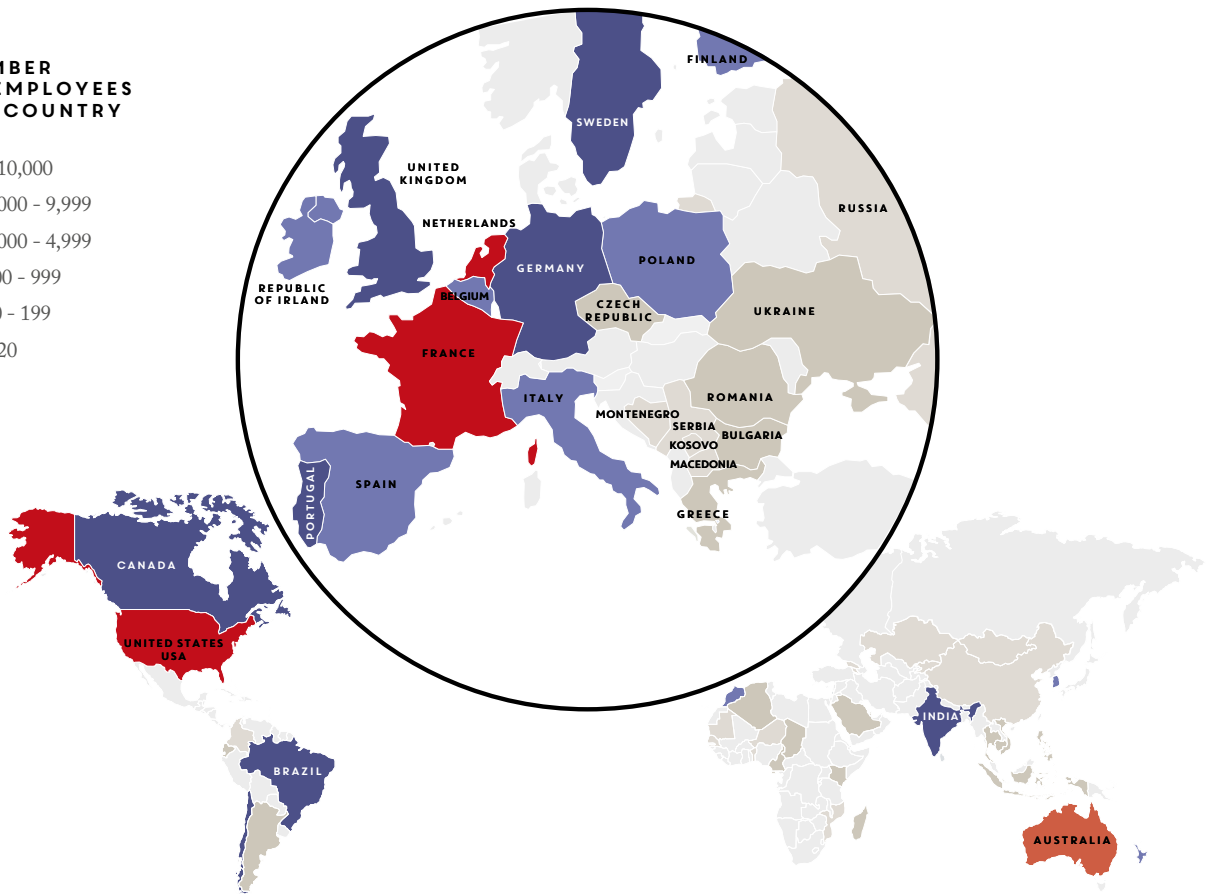 MBER
EMPLOYEES
COUNTRY
10,000
000 - 9,999
000 - 4,999
00 - 999
0 - 199
20
FINLAND
SWEDEN
UNITED
KINGDOM
RUSSIA
NETHERLANDS
POLAND
GERMANY
REPUBLIC
OF IRLAND
BELGIUM
CZECH
REPUBLIC
UKRAINE
FRANCE
ITALY
ROMANIA
MONTENEGRO
SERBIA
BULGARIA
KOSOVO
MACEDONIA
PORTUGAL
SPAIN
GREECE
CANADA
UNITED STATES
USA
INDIA
BRAZIL
AUSTRALIA